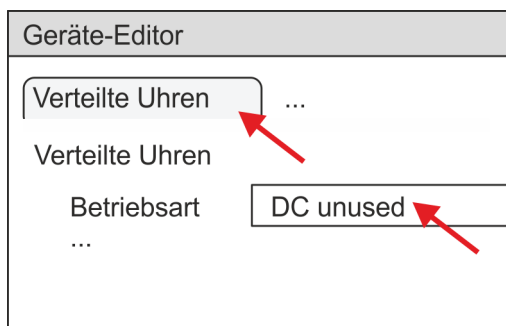 Geräte-Editor
Verteilte Uhren ...
Verteilte Uhren
Betriebsart DC unused
...